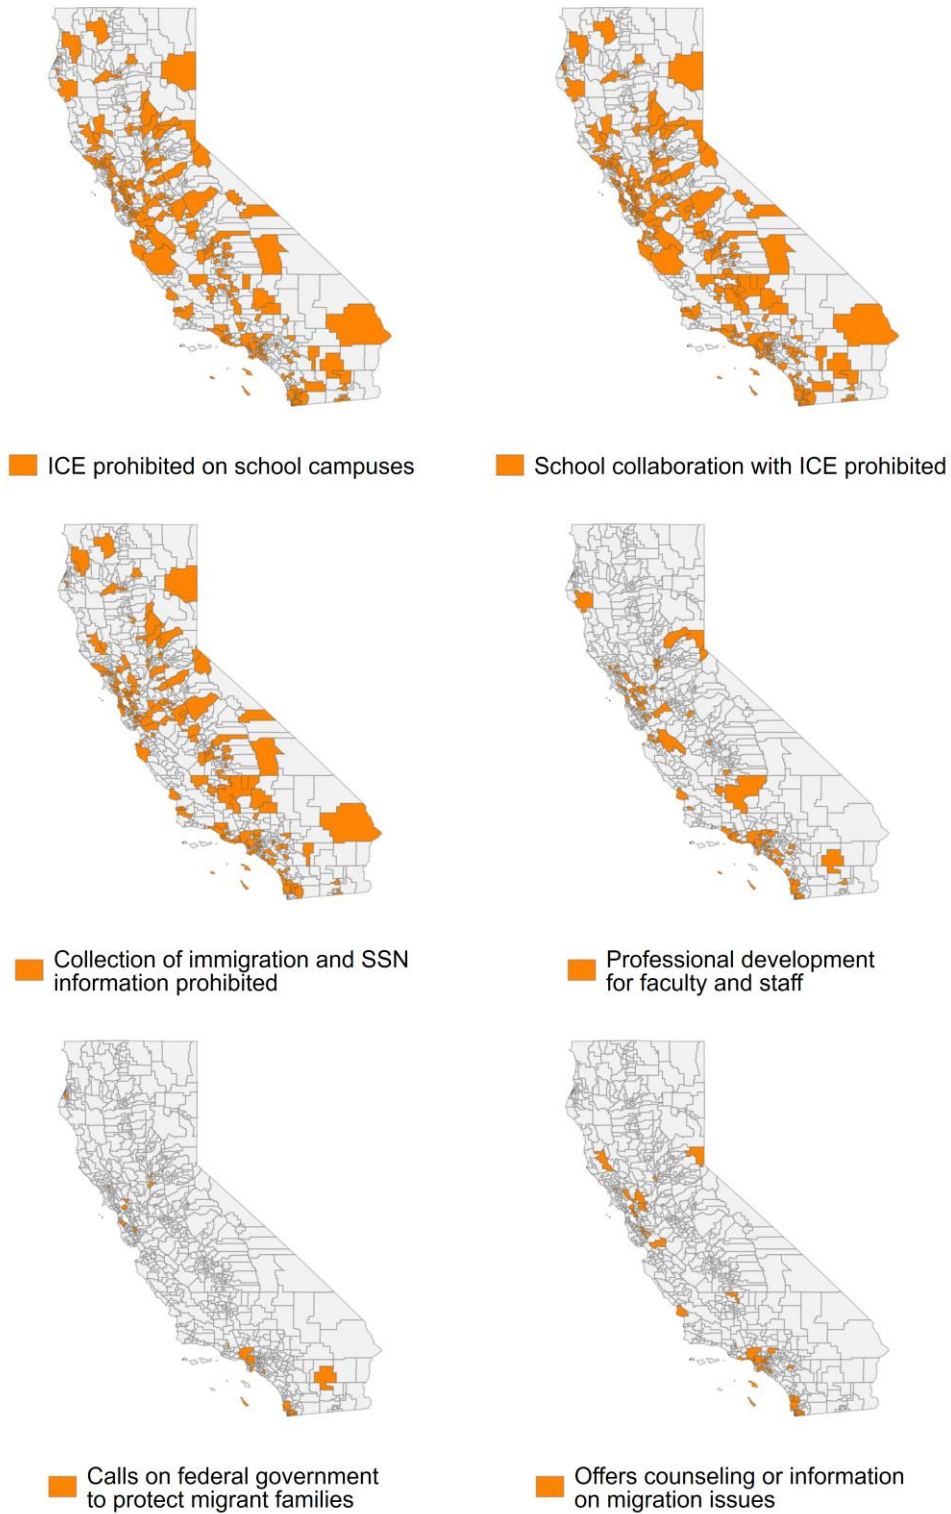 ICE prohibited on school campuses
School collaboration with ICE prohibited
Collection of immigration and SSN
information prohibited
Professional development
for faculty and staff
Calls on federal government
to protect migrant families
Offers counseling or information
on migration issues